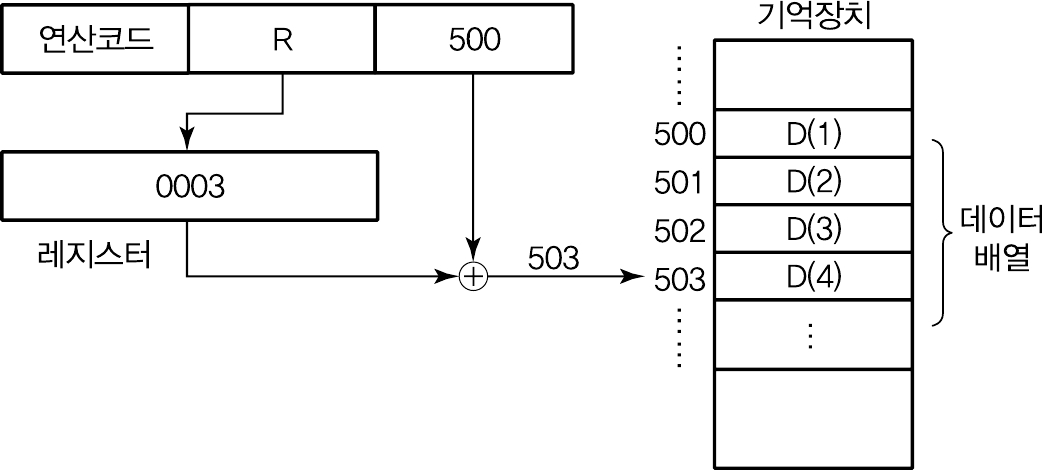 연산코드 R 500
0003
레지스터
503
기억장치
500 D(1)
501 D(2)
502 D(3)
503 D(4)
데이터
배열